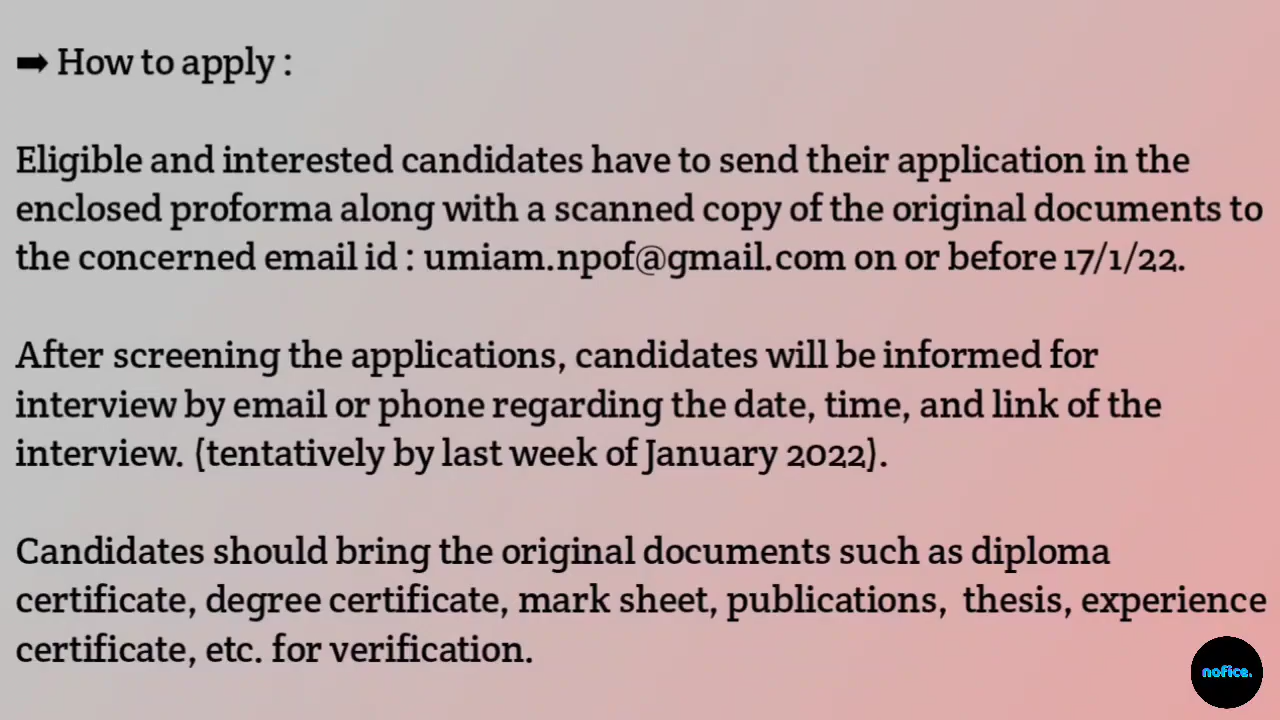 ➡ How to apply :
Eligible and interested candidates have to send their application in the
enclosed proforma along with a scanned copy of the original documents to
the concerned email id : umiam.npof@gmail.com on or before 17/1/22.
After screening the applications, candidates will be informed for
interview by email or phone regarding the date, time, and link of the
interview. (tentatively by last week of January 2022).
Candidates should bring the original documents such as diploma
certificate, degree certificate, mark sheet, publications,  thesis, experience
certificate, etc. for verification.
nofice.